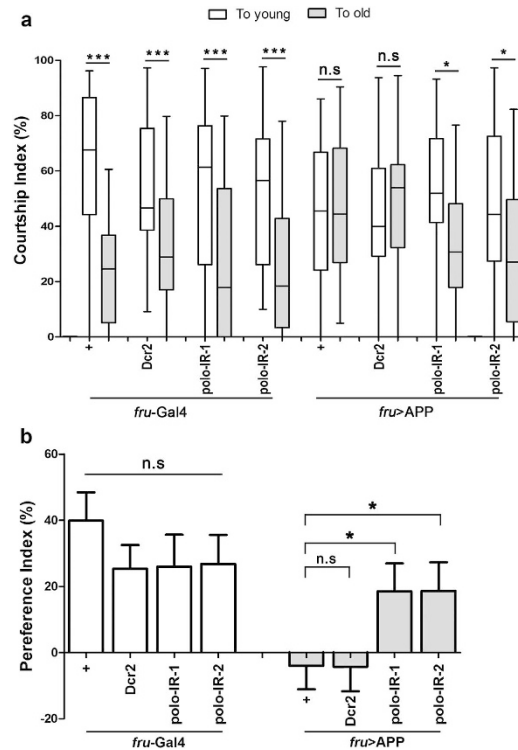 a
To young
To old
***
***
***
***
n.s
n.s
*
*
Courtship Index (%)
100
80
60
40
20
0
+
Dcr2
polo-IR-1
polo-IR-2
+
Dcr2
polo-IR-1
polo-IR-2
fru-Gal4
fru>APP
b
Pereference Index (%)
60
40
20
0
-20
n.s
*
*
n.s
+
Dcr2
polo-IR-1
polo-IR-2
+
Dcr2
polo-IR-1
polo-IR-2
fru-Gal4
fru>APP